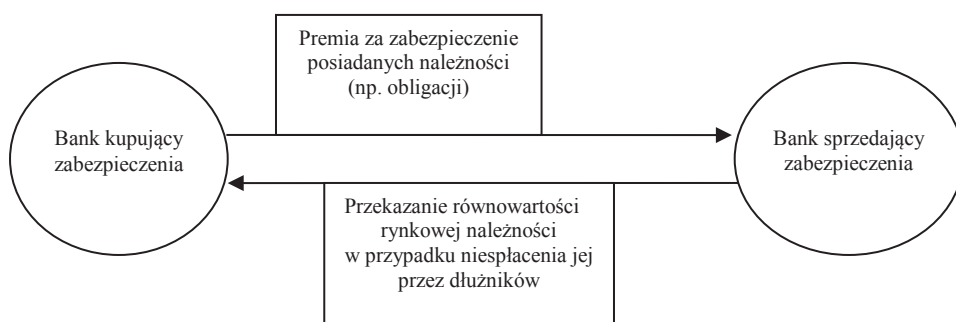 Premia za zabezpieczenie
posiadanych należności
(np. obligacji)
Bank kupujący
zabezpieczenia
Bank sprzedający
zabezpieczenia
Przekazanie równowartości
rynkowej należności
w przypadku niespłacenia jej
przez dłużników